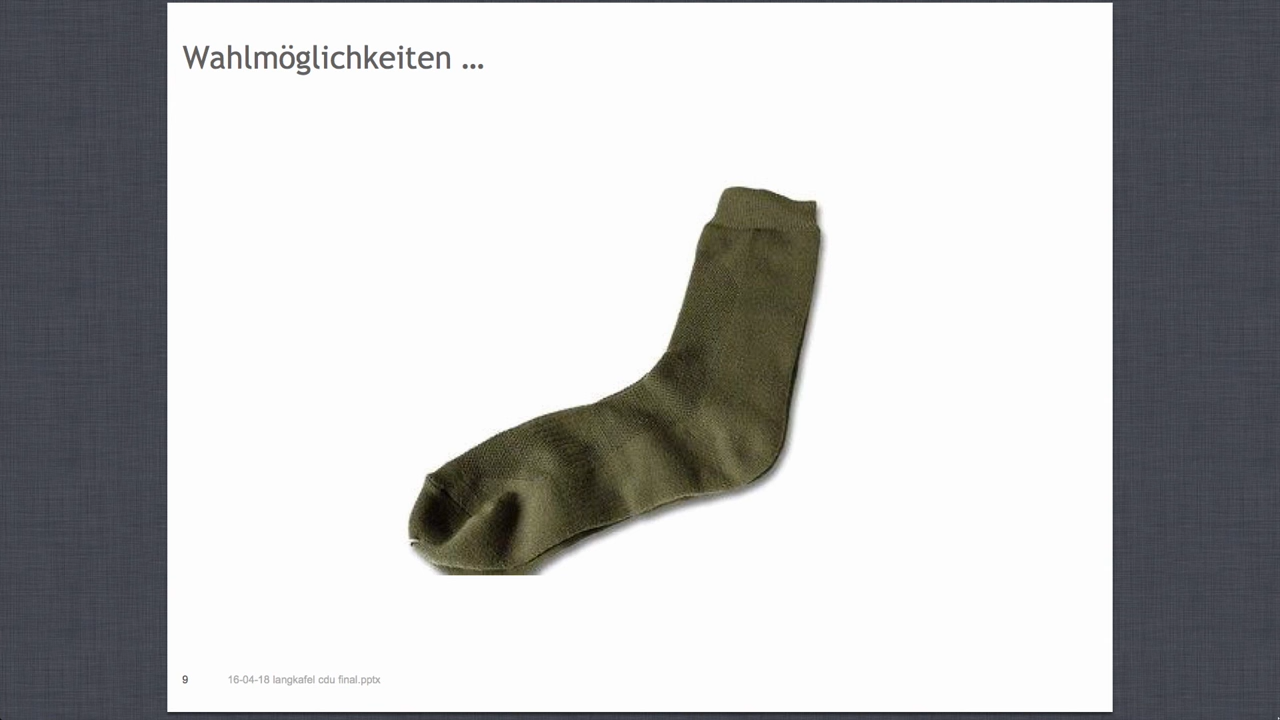 Wahlmöglichkeiten ...
9 16-04-18 langkafel cdu final.pptx